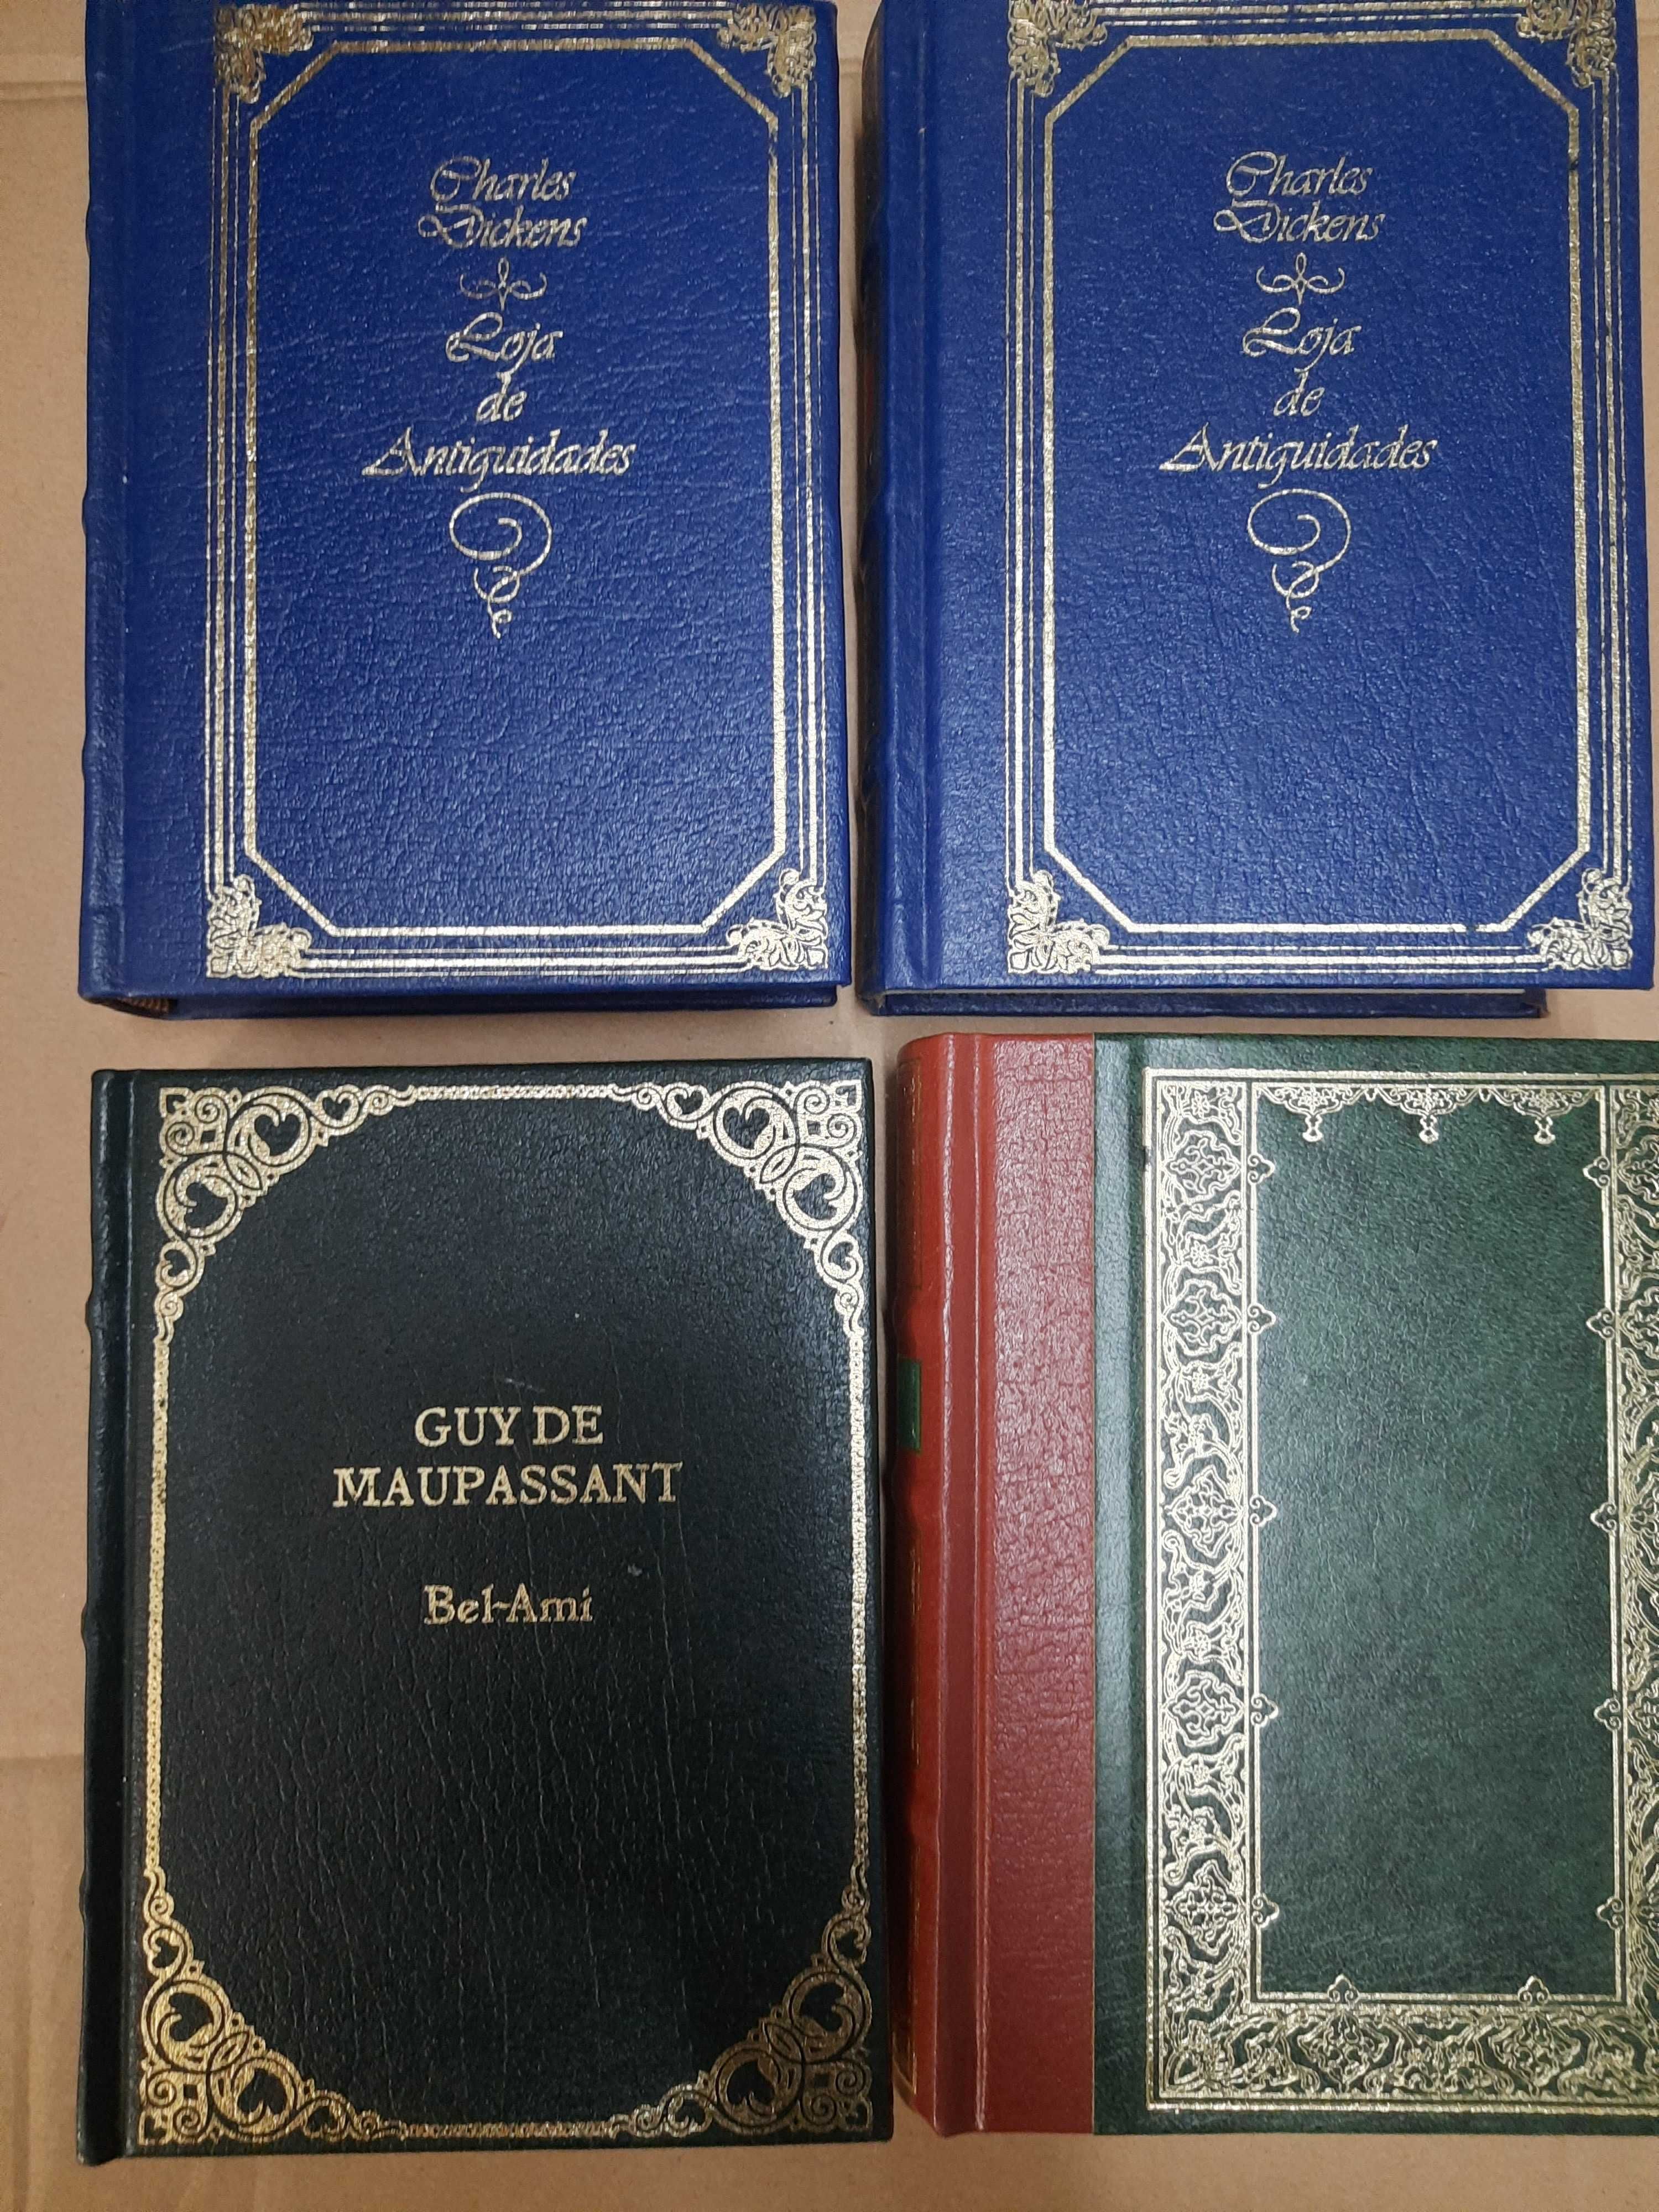 Charles
Dickens
Loja
de
Antiguidades
Charles
Dickens
Loja
de
Antiguidades
GUY DE
MAUPASSANT
Bel-Ami